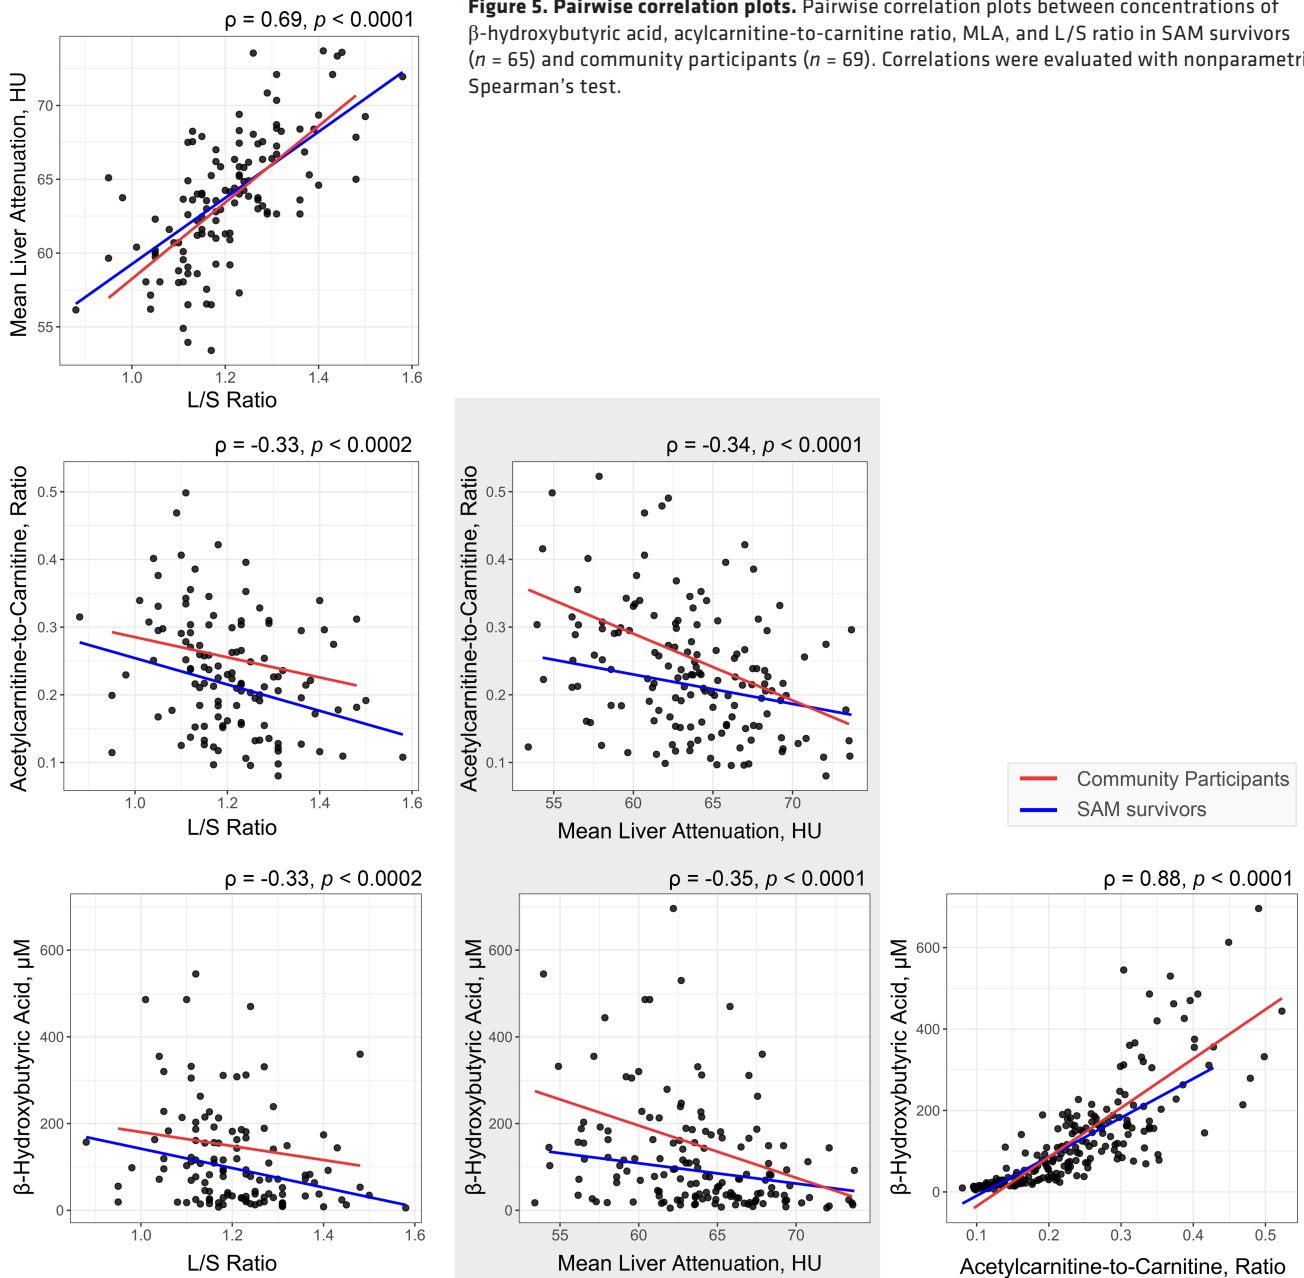 ρ = 0.69, p < 0.0001
Mean Liver Attenuation, HU
70
65
60
55
1.0 1.2 1.4 1.6
L/S Ratio
Figure 5. Pairwise correlation plots. Pairwise correlation plots between concentrations of
β-hydroxybutyric acid, acylcarnitine-to-carnitine ratio, MLA, and L/S ratio in SAM survivors
(n = 65) and community participants (n = 69). Correlations were evaluated with nonparametri
Spearman's test.
ρ = -0.33, p < 0.0002
Acetylcarnitine-to-Carnitine, Ratio
0.5
0.4
0.3
0.2
0.1
1.0 1.2 1.4 1.6
L/S Ratio
ρ = -0.34, p < 0.0001
Acetylcarnitine-to-Carnitine, Ratio
0.5
0.4
0.3
0.2
0.1
55 60 65 70
Mean Liver Attenuation, HU
Community Participants
SAM survivors
ρ = -0.33, p < 0.0002
β-Hydroxybutyric Acid, µM
600
400
200
0
1.0 1.2 1.4 1.6
L/S Ratio
ρ = -0.35, p < 0.0001
β-Hydroxybutyric Acid, µM
600
400
200
0
55 60 65 70
Mean Liver Attenuation, HU
ρ = 0.88, p < 0.0001
β-Hydroxybutyric Acid, µM
600
400
200
0
0.1 0.2 0.3 0.4 0.5
Acetylcarnitine-to-Carnitine, Ratio